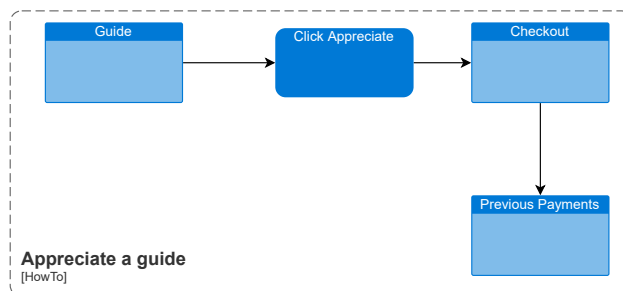 Guide
Click Appreciate
Checkout
Previous Payments
Appreciate a guide
[HowTo]